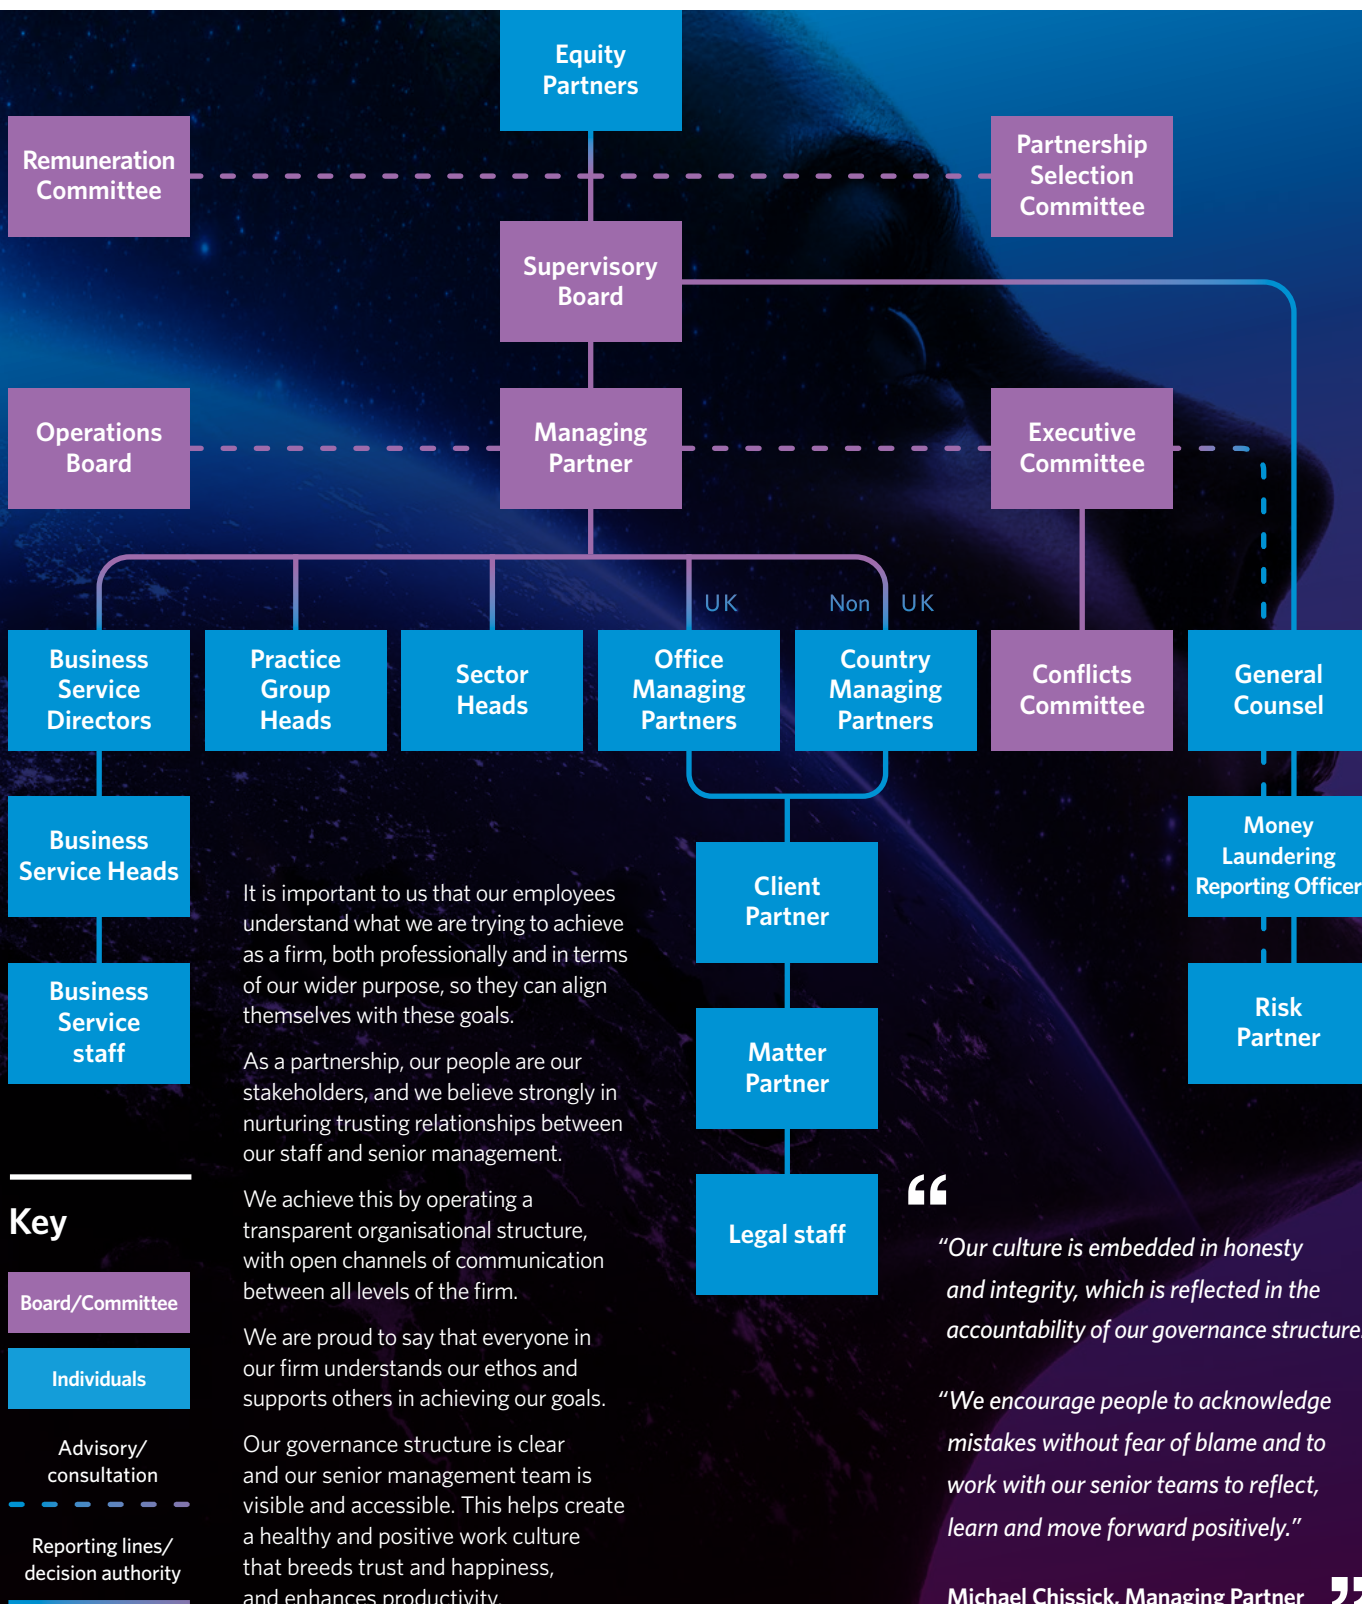 Equity
Partners
Remuneration
Committee
Partnership
Selection
Committee
Supervisory
Board
Operations
Board
Managing
Partner
Executive
Committee
UK
Non UK
Business
Service
Directors
Practice
Group
Heads
Sector
Heads
Office
Managing
Partners
Country
Managing
Partners
Conflicts
Committee
General
Counsel
Business
Service Heads
Client
Partner
Money
Laundering
Reporting Officer
Business
Service
staff
Matter
Partner
Risk
Partner
Legal staff
It is important to us that our employees
understand what we are trying to achieve
as a firm, both professionally and in terms
of our wider purpose, so they can align
themselves with these goals.
As a partnership, our people are our
stakeholders, and we believe strongly in
nurturing trusting relationships between
our staff and senior management.
We achieve this by operating a
transparent organisational structure,
with open channels of communication
between all levels of the firm.
We are proud to say that everyone in
our firm understands our ethos and
supports others in achieving our goals.
Our governance structure is clear
and our senior management team is
visible and accessible. This helps create
a healthy and positive work culture
that breeds trust and happiness,
and enhances productivity.
Key
Board/Committee
Individuals
Advisory/
consultation
Reporting lines/
decision authority
“
“Our culture is embedded in honesty
and integrity, which is reflected in the
accountability of our governance structure.
“We encourage people to acknowledge
mistakes without fear of blame and to
work with our senior teams to reflect,
learn and move forward positively.”
Michael Chissick, Managing Partner
”